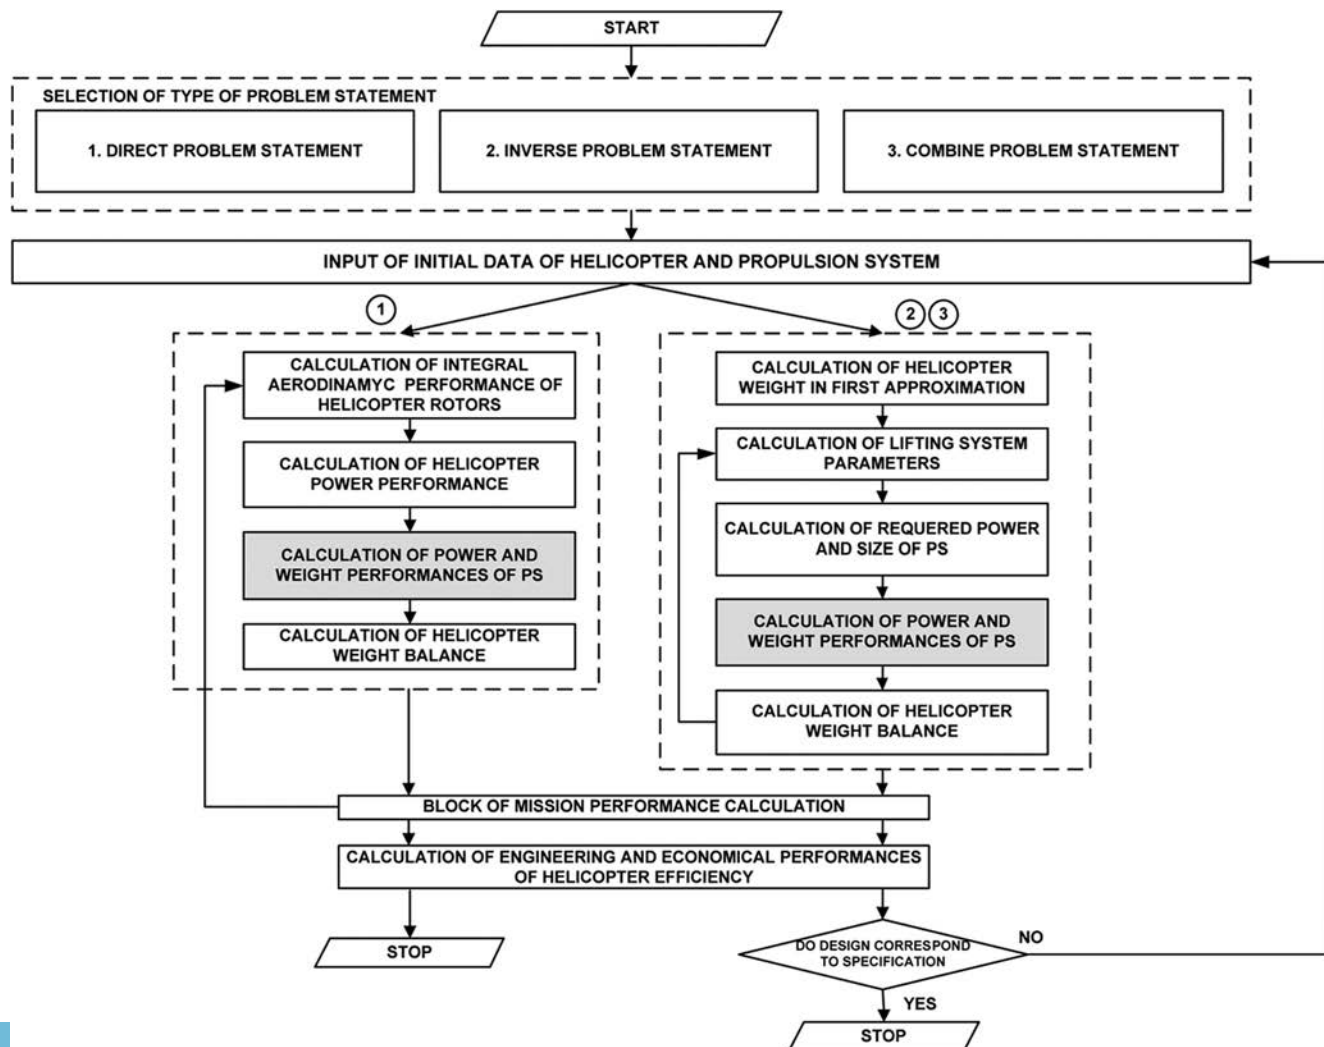 START
SELECTION OF TYPE OF PROBLEM STATEMENT
1. DIRECT PROBLEM STATEMENT
2. INVERSE PROBLEM STATEMENT
3. COMBINE PROBLEM STATEMENT
INPUT OF INITIAL DATA OF HELICOPTER AND PROPULSION SYSTEM
1
2 3
CALCULATION OF INTEGRAL
AERODINAMYC PERFORMANCE OF
HELICOPTER ROTORS
CALCULATION OF HELICOPTER
POWER PERFORMANCE
CALCULATION OF POWER AND
WEIGHT PERFORMANCES OF PS
CALCULATION OF HELICOPTER
WEIGHT BALANCE
CALCULATION OF HELICOPTER
WEIGHT IN FIRST APPROXIMATION
CALCULATION OF LIFTING SYSTEM
PARAMETERS
CALCULATION OF REQUERED POWER
AND SIZE OF PS
CALCULATION OF POWER AND
WEIGHT PERFORMANCES OF PS
CALCULATION OF HELICOPTER
WEIGHT BALANCE
BLOCK OF MISSION PERFORMANCE CALCULATION
CALCULATION OF ENGINEERING AND ECONOMICAL PERFORMANCES
OF HELICOPTER EFFICIENCY
STOP
DO DESIGN CORRESPOND
TO SPECIFICATION
NO
YES
STOP